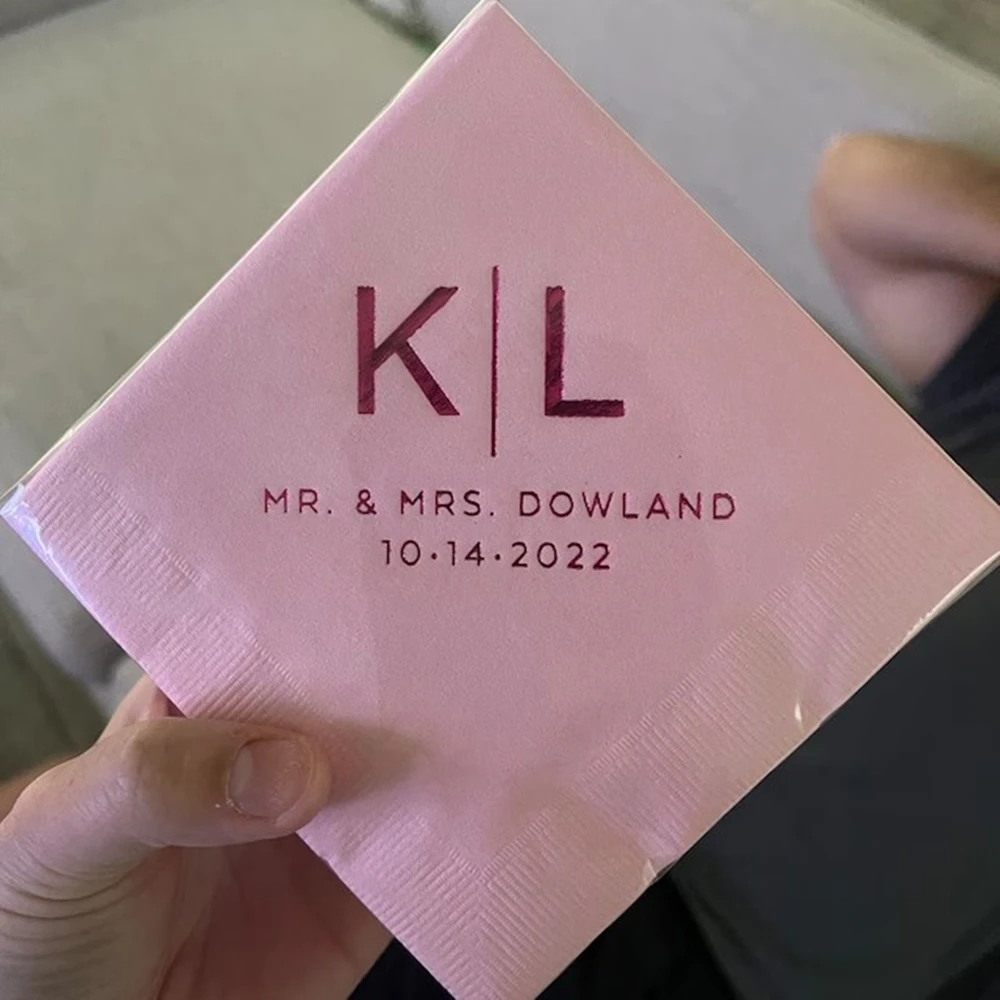 K|L
MR. & MRS. DOWLAND
10·14·2022